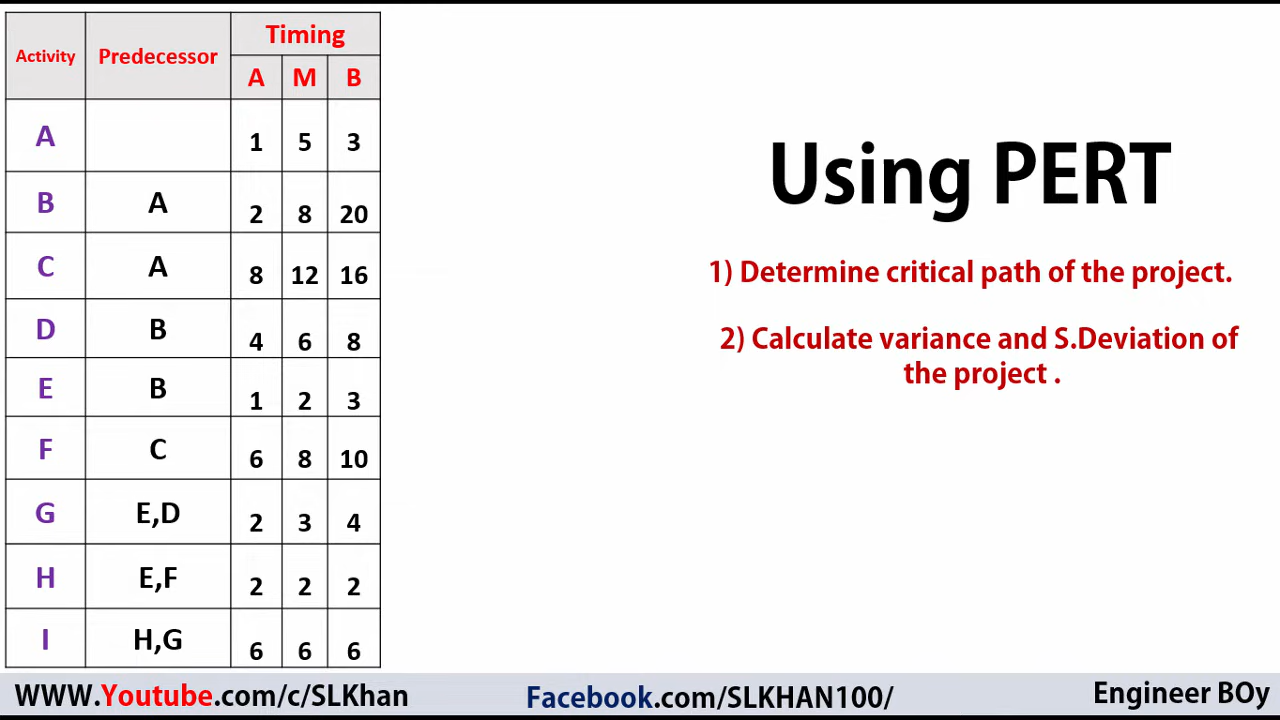 Activity Predecessor Timing
A M B
A 1 5 3
B A 2 8 20
C A 8 12 16
D B 4 6 8
E B 1 2 3
F C 6 8 10
G E,D 2 3 4
H E,F 2 2 2
I H,G 6 6 6
Using PERT
1) Determine critical path of the project.
2) Calculate variance and S.Deviation of
the project .
WWW.Youtube.com/c/SLKhan Facebook.com/SLKHAN100/ Engineer BOy